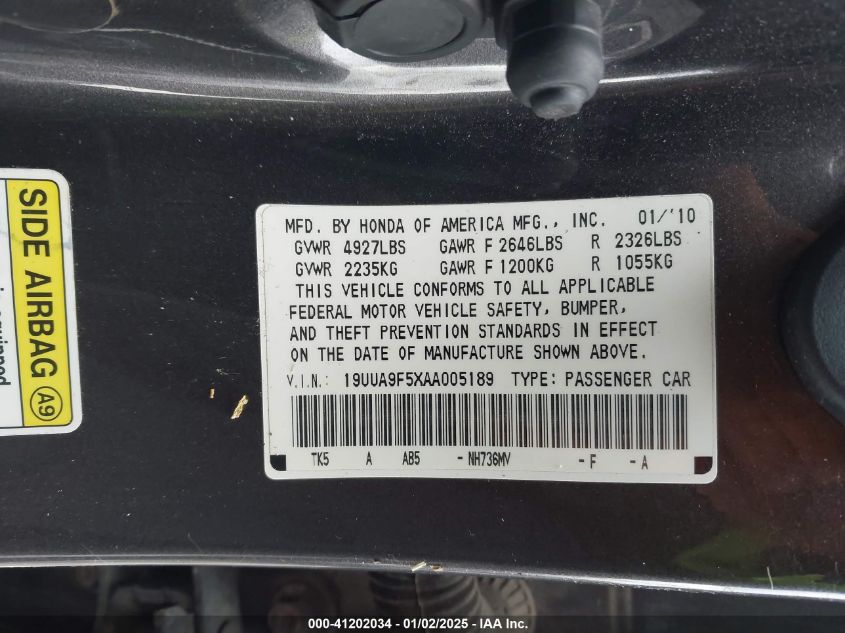 MFD. BY HONDA OF AMERICA MFG., INC. 01/'10
GVWR 4927LBS GAWR F 2646LBS R 2326LBS
GVWR 2235KG GAWR F 1200KG R 1055KG
THIS VEHICLE CONFORMS TO ALL APPLICABLE
FEDERAL MOTOR VEHICLE SAFETY, BUMPER,
AND THEFT PREVENTION STANDARDS IN EFFECT
ON THE DATE OF MANUFACTURE SHOWN ABOVE.
V.I.N.: 19UUA9F5XAA005189 TYPE: PASSENGER CAR
TK5 A AB5 - NH736MV - F - A
SIDE AIRBAG A9
000-41202034 - 01/02/2025 - IAA Inc.